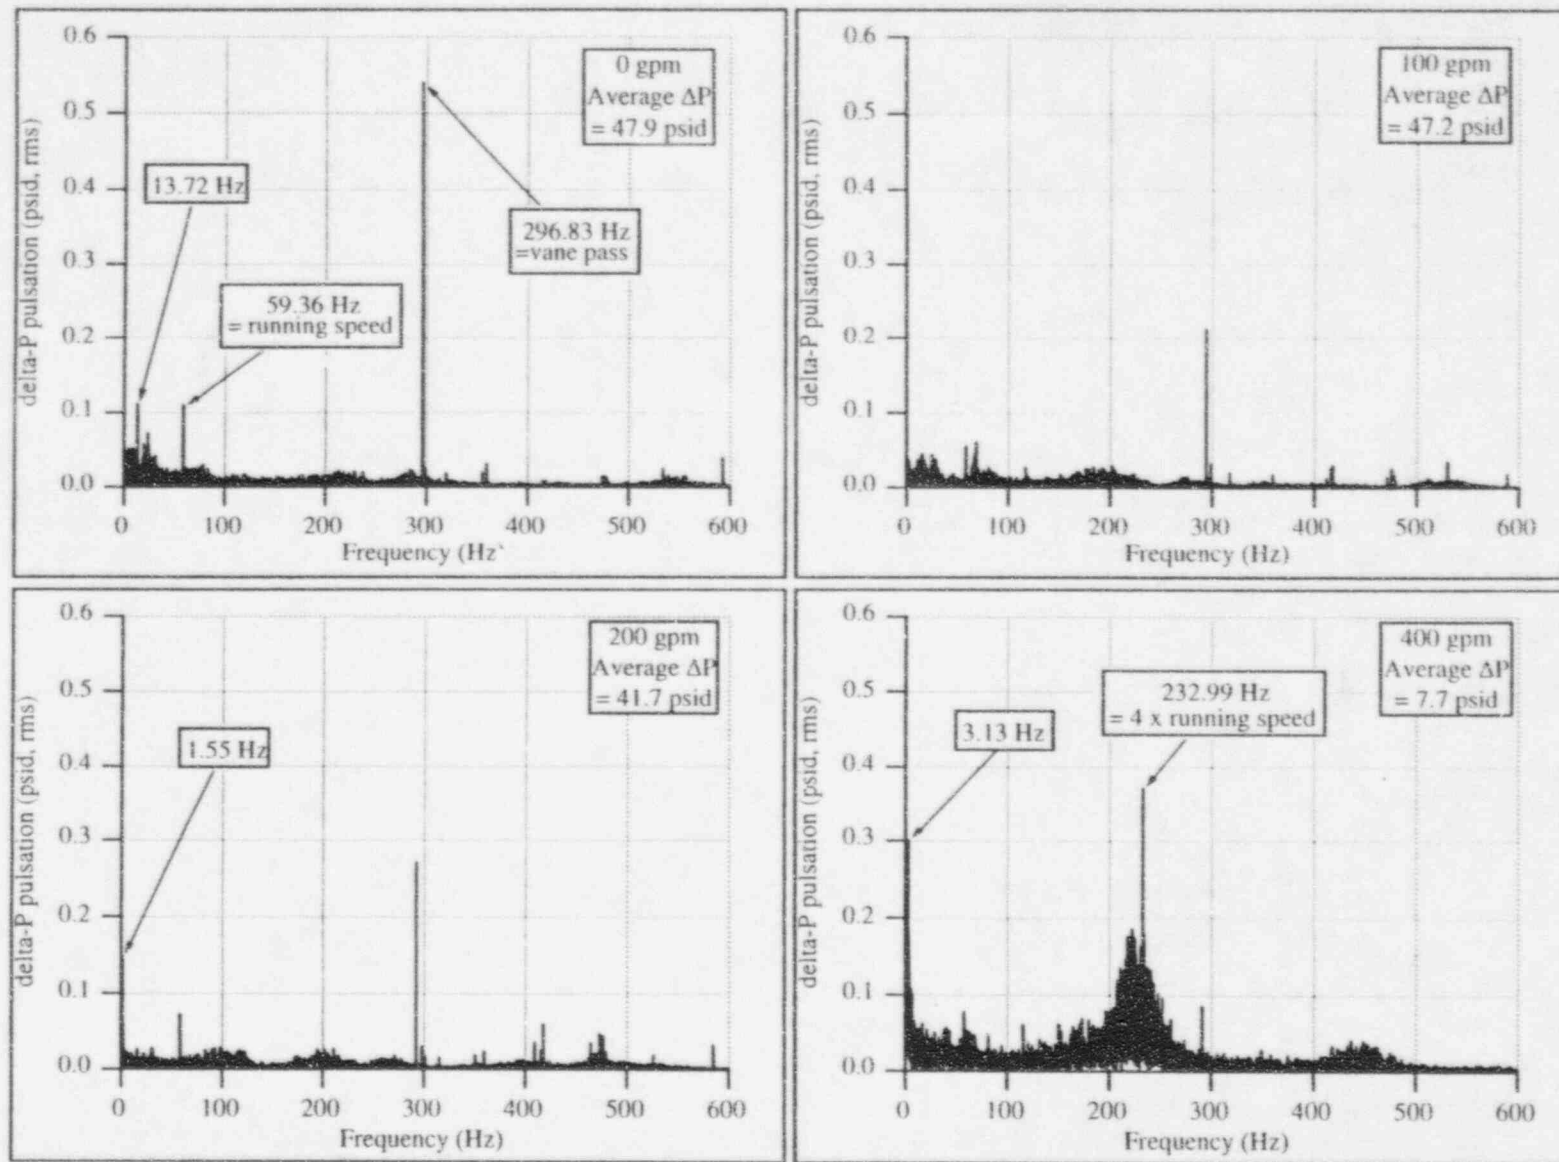 delta-P pulsation (psid, rms)
0.6
0.5
0.4
0.3
0.2
0.1
0.0
0 gpm
Average ΔP
= 47.9 psid
13.72 Hz
296.83 Hz
=vane pass
59.36 Hz
= running speed
0 100 200 300 400 500 600
Frequency (Hz`
delta-P pulsation (psid, rms)
0.6
0.5
0.4
0.3
0.2
0.1
0.0
100 gpm
Average ΔP
= 47.2 psid
0 100 200 300 400 500 600
Frequency (Hz)
delta-P pulsation (psid, rms)
0.6
0.5
0.4
0.3
0.2
0.1
0.0
200 gpm
Average ΔP
= 41.7 psid
1.55 Hz
0 100 200 300 400 500 600
Frequency (Hz)
delta-P pulsation (psid, rms)
0.6
0.5
0.4
0.3
0.2
0.1
0.0
400 gpm
Average ΔP
= 7.7 psid
232.99 Hz
= 4 x running speed
3.13 Hz
0 100 200 300 400 500 600
Frequency (Hz)